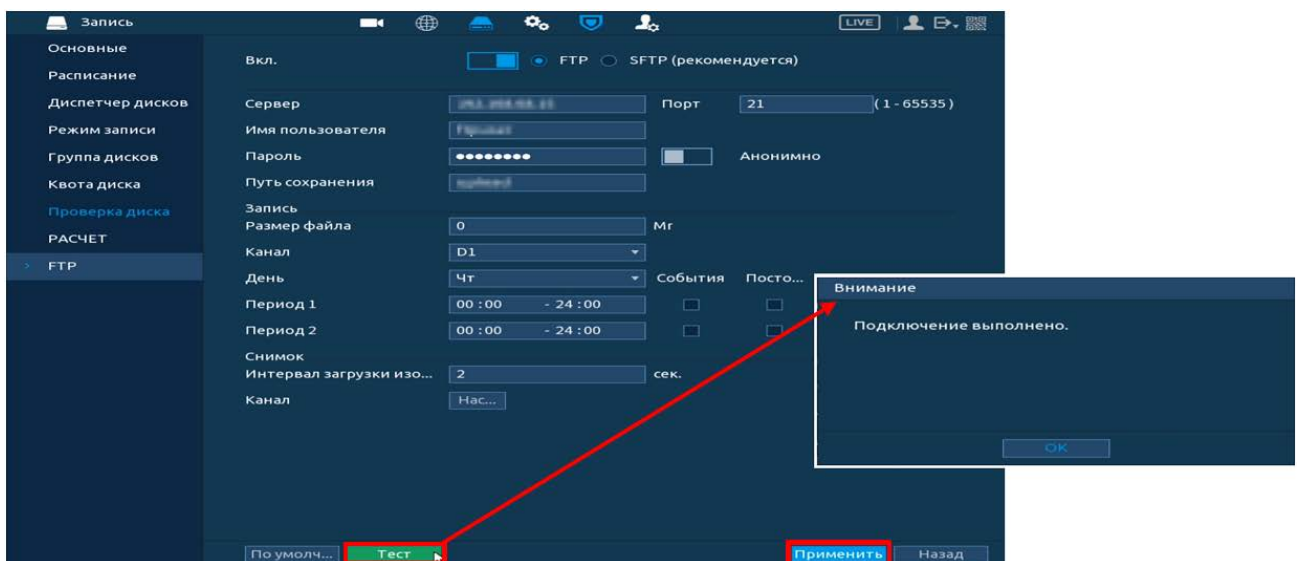 Запись
LIVE
Основные
Расписание
Диспетчер дисков
Режим записи
Группа дисков
Квота диска
Проверка диска
РАСЧЕТ
FTP
Вкл. FTP SFTP (рекомендуется)
Сервер Порт 21 (1 - 65535)
Имя пользователя
Пароль Анонимно
Путь сохранения
Запись
Размер файла 0 Мг
Канал D1
День Чт События Посто...
Период 1 00 :00 - 24 :00
Период 2 00 :00 - 24 :00
Снимок
Интервал загрузки изо... 2 сек.
Канал Нас...
По умолч... Тест Применить Назад
Внимание
Подключение выполнено.
OK